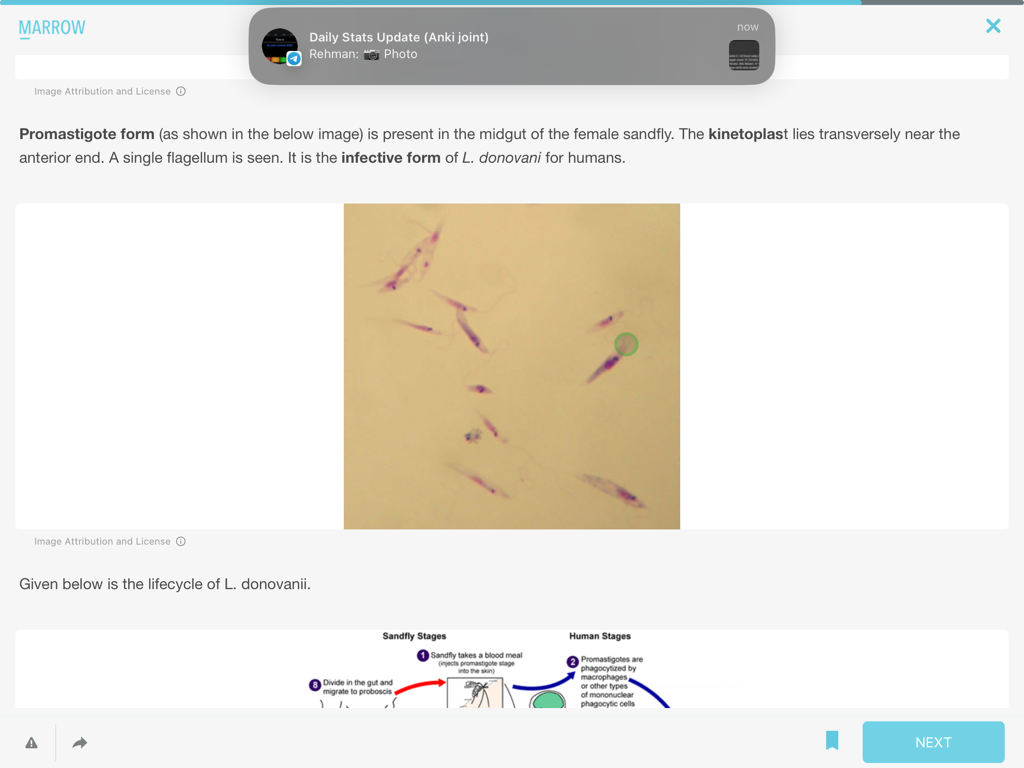 MARROW
Daily Stats Update (Anki joint)
now
Rehman: 📷 Photo
Image Attribution and License
Promastigote form (as shown in the below image) is present in the midgut of the female sandfly. The kinetoplast lies transversely near the
anterior end. A single flagellum is seen. It is the infective form of L. donovani for humans.
Image Attribution and License
Given below is the lifecycle of L. donovanii.
Sandfly Stages
Human Stages
1 Sandfly takes a blood meal
(injects promastigote stage
into the skin)
2 Promastigotes are
phagocytized by
macrophages
or other types
of mononuclear
phagocytic cells
8 Divide in the gut and
migrate to proboscis
NEXT